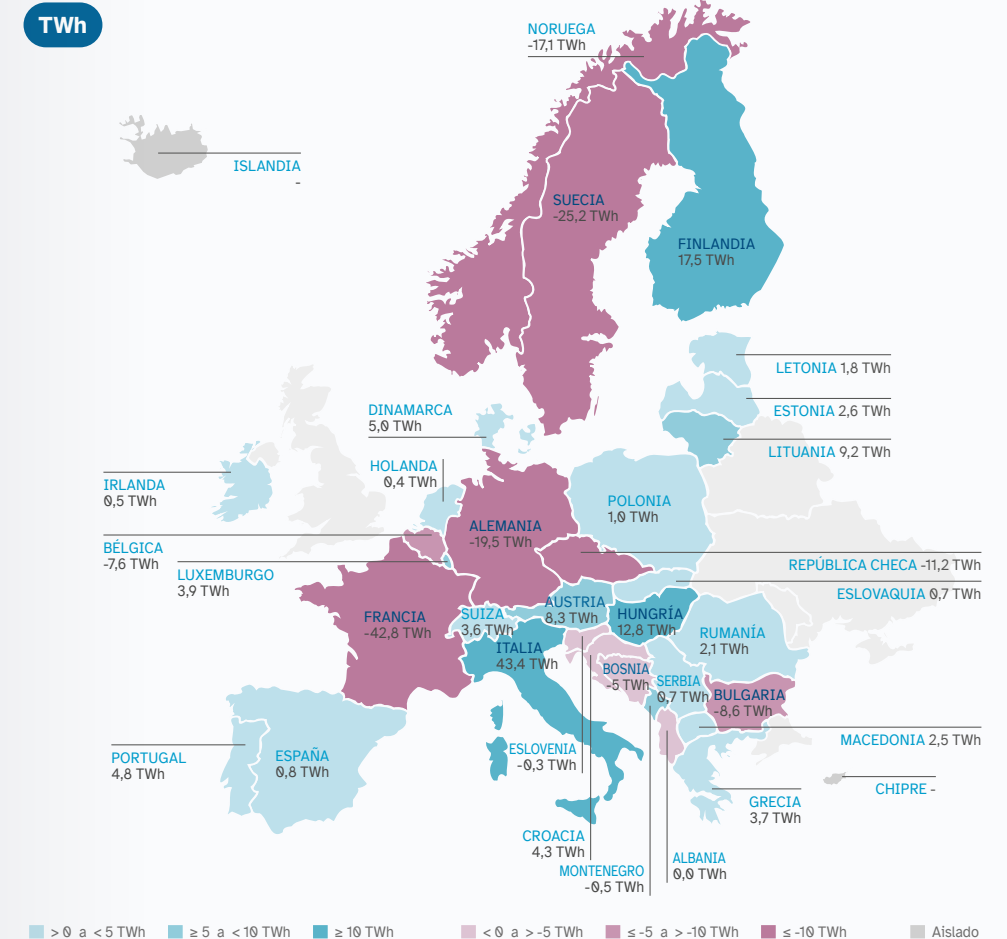 TWh
NORUEGA
-17,1 TWh
ISLANDIA
-
SUECIA
-25,2 TWh
FINLANDIA
17,5 TWh
LETONIA 1,8 TWh
ESTONIA 2,6 TWh
LITUANIA 9,2 TWh
DINAMARCA
5,0 TWh
HOLANDA
0,4 TWh
IRLANDA
0,5 TWh
POLONIA
1,0 TWh
ALEMANIA
-19,5 TWh
BÉLGICA
-7,6 TWh
LUXEMBURGO
3,9 TWh
REPÚBLICA CHECA -11,2 TWh
ESLOVAQUIA 0,7 TWh
FRANCIA
-42,8 TWh
SUIZA
3,6 TWh
AUSTRIA
8,3 TWh
HUNGRÍA
12,8 TWh
RUMANÍA
2,1 TWh
ITALIA
43,4 TWh
BOSNIA
-5 TWh
SERBIA
0,7 TWh
BULGARIA
-8,6 TWh
MACEDONIA 2,5 TWh
PORTUGAL
4,8 TWh
ESPAÑA
0,8 TWh
ESLOVENIA
-0,3 TWh
CHIPRE -
GRECIA
3,7 TWh
CROACIA
4,3 TWh
MONTENEGRO
-0,5 TWh
ALBANIA
0,0 TWh
> 0 a < 5 TWh
≥ 5 a < 10 TWh
≥ 10 TWh
< 0 a > -5 TWh
≤ -5 a > -10 TWh
≤ -10 TWh
Aislado